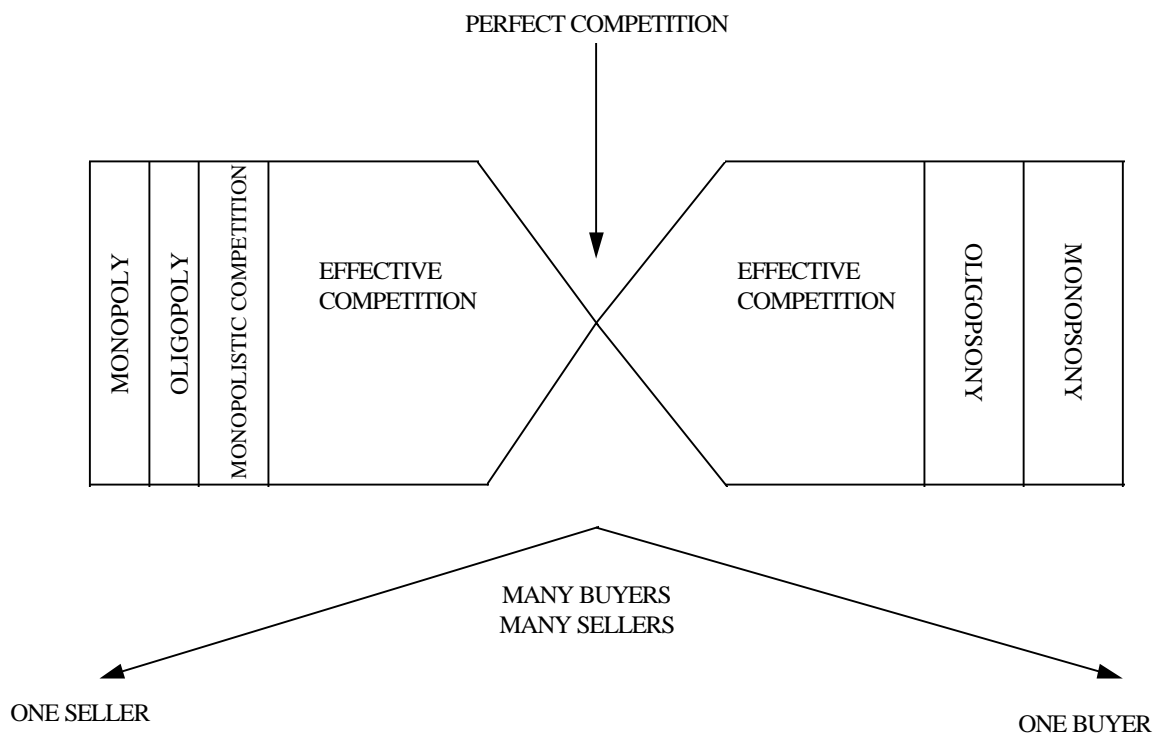 PERFECT COMPETITION
MONOPOLY
OLIGOPOLY
MONOPOLISTIC COMPETITION
EFFECTIVE
COMPETITION
EFFECTIVE
COMPETITION
OLIGOPSONY
MONOPSONY
MANY BUYERS
MANY SELLERS
ONE SELLER
ONE BUYER